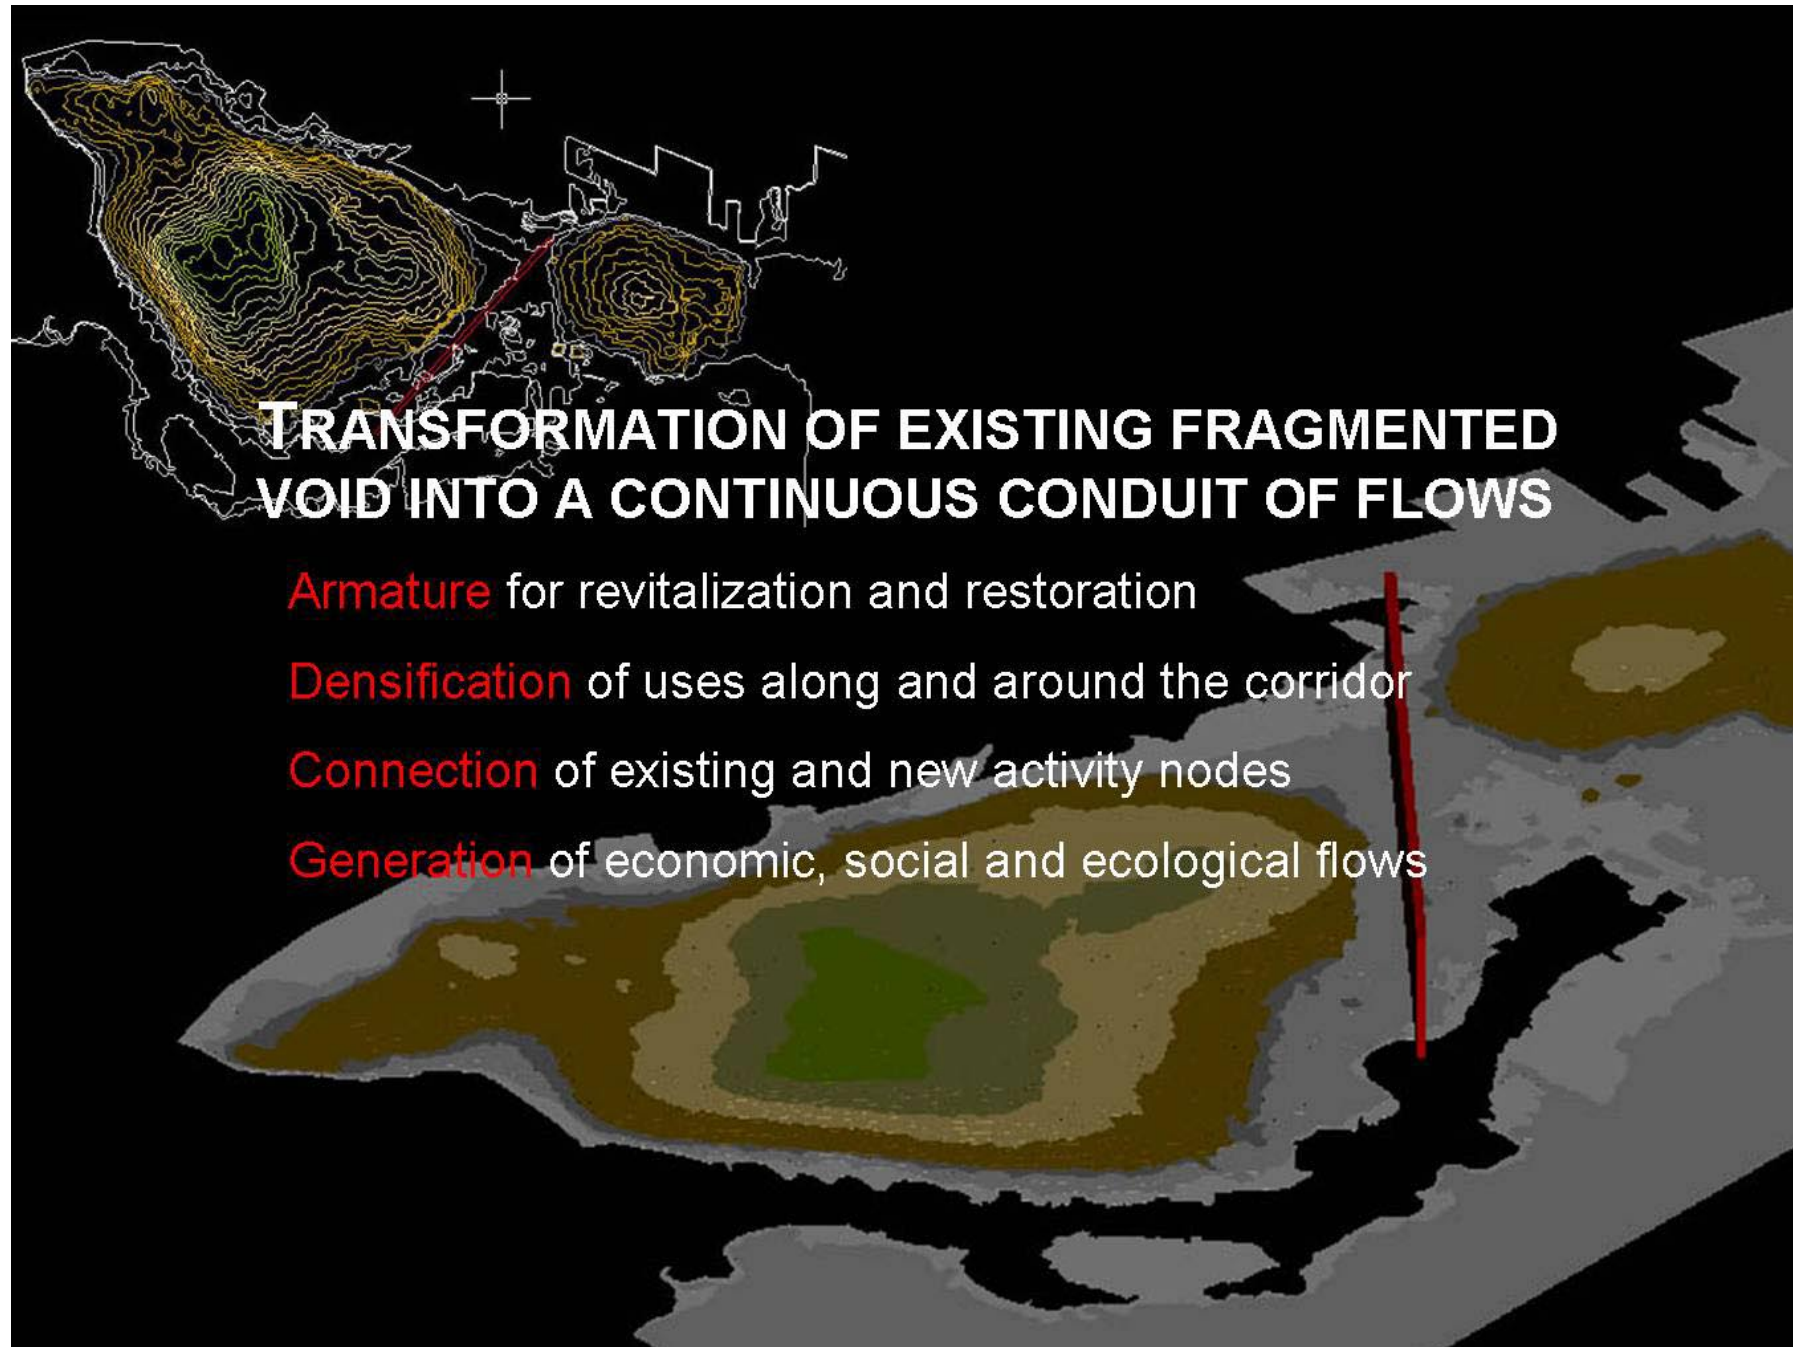 TRANSFORMATION OF EXISTING FRAGMENTED
VOID INTO A CONTINUOUS CONDUIT OF FLOWS
Armature for revitalization and restoration
Densification of uses along and around the corridor
Connection of existing and new activity nodes
Generation of economic, social and ecological flows